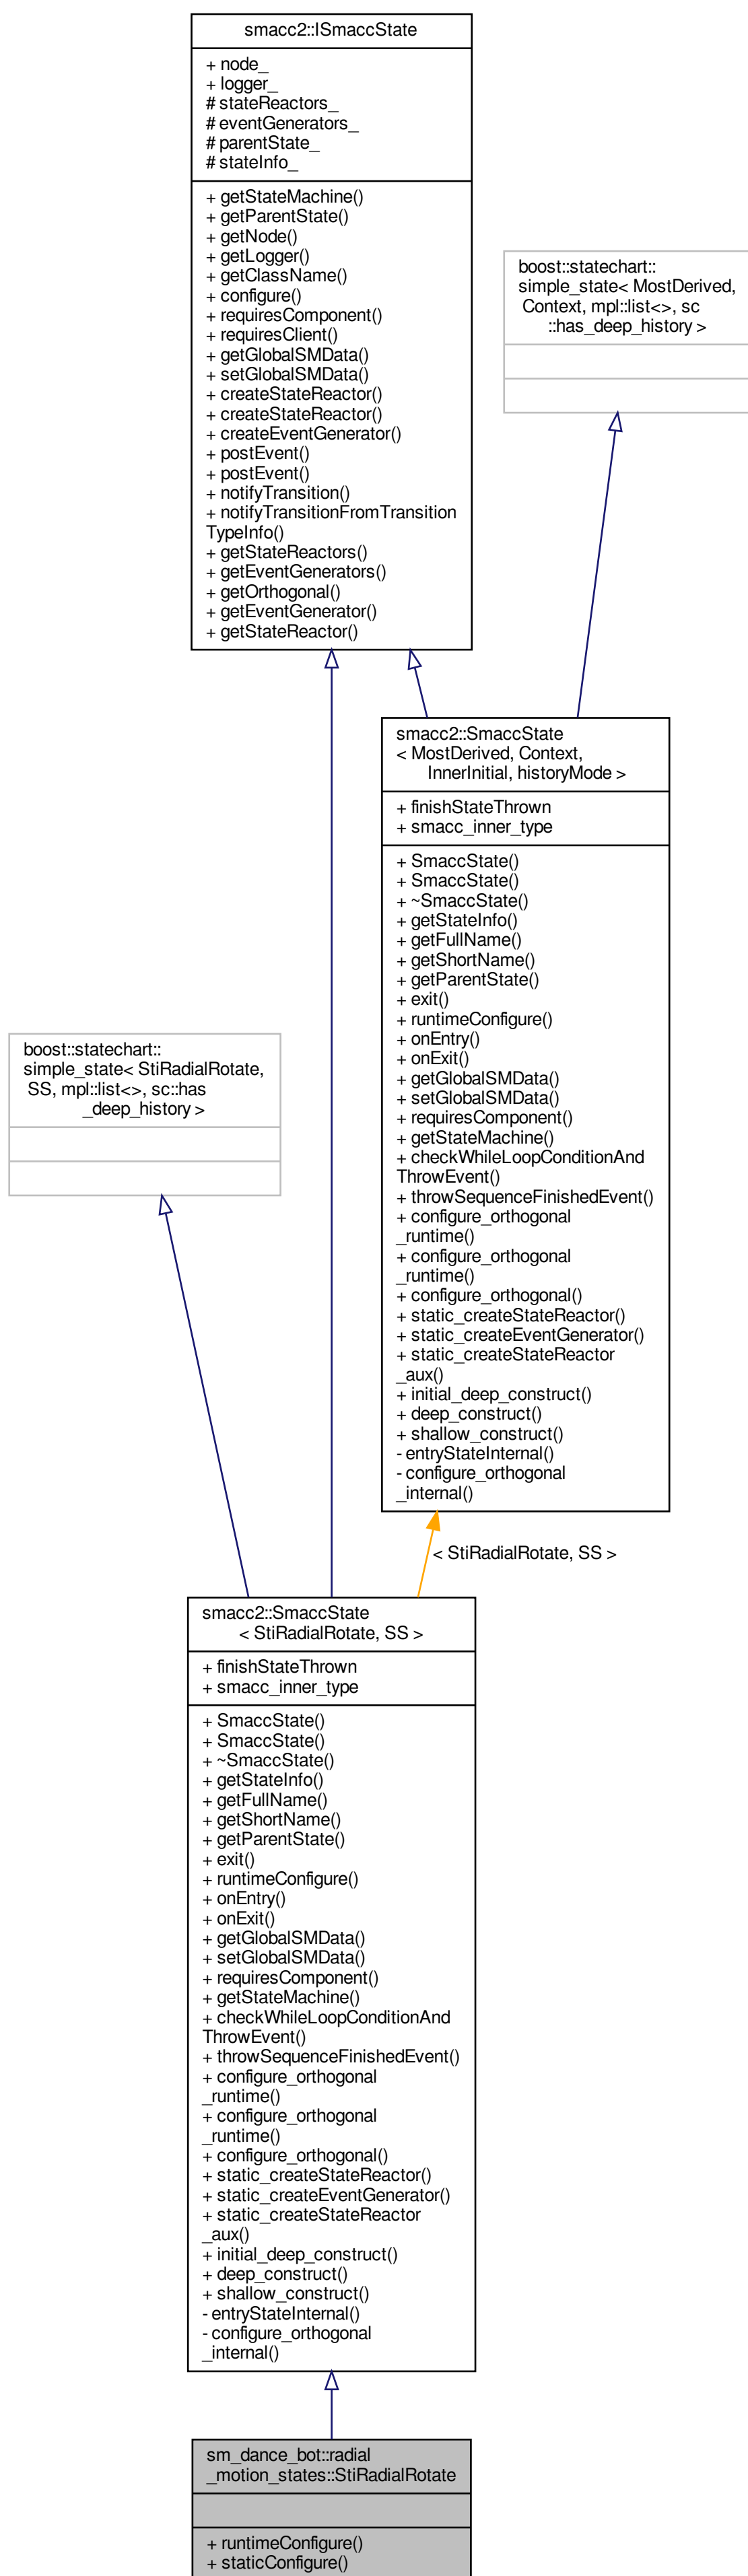 smacc2::ISmaccState
+ node_
+ logger_
# stateReactors_
# eventGenerators_
# parentState_
# stateInfo_
+ getStateMachine()
+ getParentState()
+ getNode()
+ getLogger()
+ getClassName()
+ configure()
+ requiresComponent()
+ requiresClient()
+ getGlobalSMData()
+ setGlobalSMData()
+ createStateReactor()
+ createStateReactor()
+ createEventGenerator()
+ postEvent()
+ postEvent()
+ notifyTransition()
+ notifyTransitionFromTransition
TypeInfo()
+ getStateReactors()
+ getEventGenerators()
+ getOrthogonal()
+ getEventGenerator()
+ getStateReactor()
boost::statechart::
simple_state< MostDerived,
Context, mpl::list<>, sc
::has_deep_history >
smacc2::SmaccState
< MostDerived, Context,
InnerInitial, historyMode >
+ finishStateThrown
+ smacc_inner_type
+ SmaccState()
+ SmaccState()
+ ~SmaccState()
+ getStateInfo()
+ getFullName()
+ getShortName()
+ getParentState()
+ exit()
+ runtimeConfigure()
+ onEntry()
+ onExit()
+ getGlobalSMData()
+ setGlobalSMData()
+ requiresComponent()
+ getStateMachine()
+ checkWhileLoopConditionAnd
ThrowEvent()
+ throwSequenceFinishedEvent()
+ configure_orthogonal
_runtime()
+ configure_orthogonal
_runtime()
+ configure_orthogonal()
+ static_createStateReactor()
+ static_createEventGenerator()
+ static_createStateReactor
_aux()
+ initial_deep_construct()
+ deep_construct()
+ shallow_construct()
- entryStateInternal()
- configure_orthogonal
_internal()
boost::statechart::
simple_state< StiRadialRotate,
SS, mpl::list<>, sc::has
_deep_history >
< StiRadialRotate, SS >
smacc2::SmaccState
< StiRadialRotate, SS >
+ finishStateThrown
+ smacc_inner_type
+ SmaccState()
+ SmaccState()
+ ~SmaccState()
+ getStateInfo()
+ getFullName()
+ getShortName()
+ getParentState()
+ exit()
+ runtimeConfigure()
+ onEntry()
+ onExit()
+ getGlobalSMData()
+ setGlobalSMData()
+ requiresComponent()
+ getStateMachine()
+ checkWhileLoopConditionAnd
ThrowEvent()
+ throwSequenceFinishedEvent()
+ configure_orthogonal
_runtime()
+ configure_orthogonal
_runtime()
+ configure_orthogonal()
+ static_createStateReactor()
+ static_createEventGenerator()
+ static_createStateReactor
_aux()
+ initial_deep_construct()
+ deep_construct()
+ shallow_construct()
- entryStateInternal()
- configure_orthogonal
_internal()
sm_dance_bot::radial
_motion_states::StiRadialRotate
+ runtimeConfigure()
+ staticConfigure()